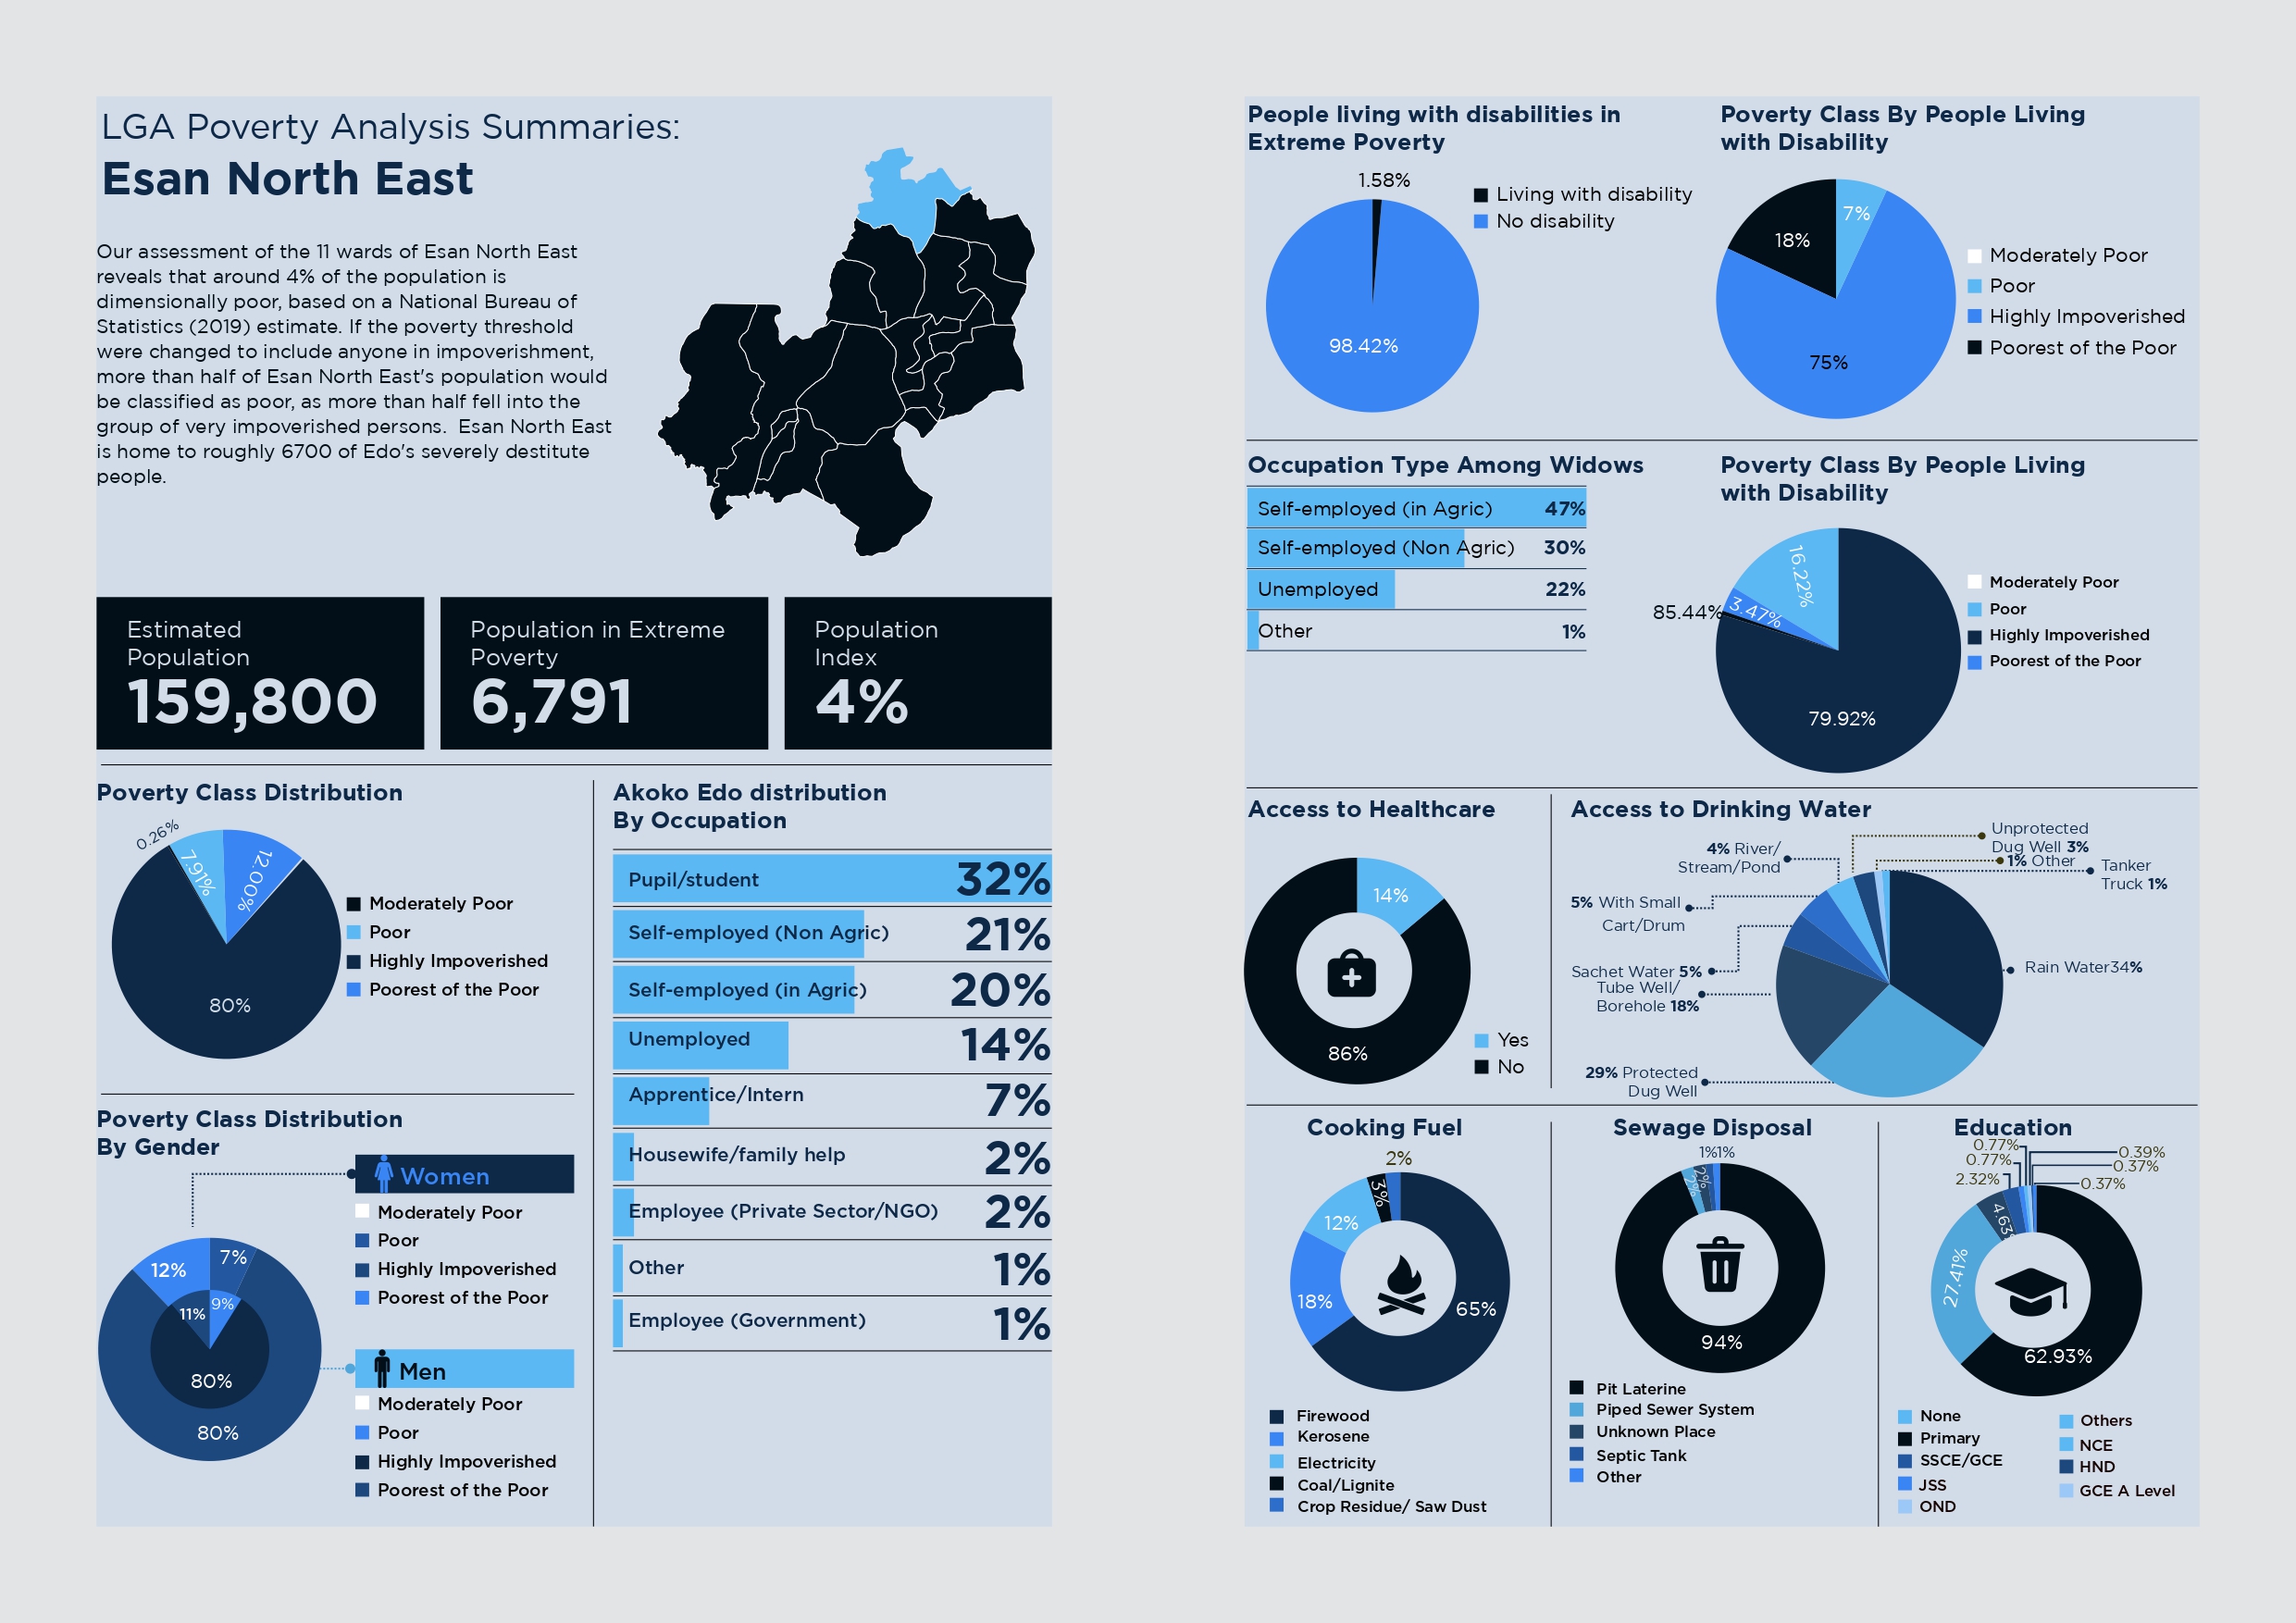 LGA Poverty Analysis Summaries:
Esan North East
Our assessment of the 11 wards of Esan North East
reveals that around 4% of the population is
dimensionally poor, based on a National Bureau of
Statistics (2019) estimate. If the poverty threshold
were changed to include anyone in impoverishment,
more than half of Esan North East's population would
be classified as poor, as more than half fell into the
group of very impoverished persons.  Esan North East
is home to roughly 6700 of Edo's severely destitute
people.
Estimated
Population
159,800
Population in Extreme
Poverty
6,791
Population
Index
4%
Poverty Class Distribution
0.26%
7.91%
12.00%
80%
Moderately Poor
Poor
Highly Impoverished
Poorest of the Poor
Poverty Class Distribution
By Gender
Women
Moderately Poor
Poor
Highly Impoverished
Poorest of the Poor
12%
7%
11%
9%
80%
80%
Men
Moderately Poor
Poor
Highly Impoverished
Poorest of the Poor
Akoko Edo distribution
By Occupation
Pupil/student 32%
Self-employed (Non Agric) 21%
Self-employed (in Agric) 20%
Unemployed 14%
Apprentice/Intern 7%
Housewife/family help 2%
Employee (Private Sector/NGO) 2%
Other 1%
Employee (Government) 1%
People living with disabilities in
Extreme Poverty
1.58%
98.42%
Living with disability
No disability
Poverty Class By People Living
with Disability
7%
18%
75%
Moderately Poor
Poor
Highly Impoverished
Poorest of the Poor
Occupation Type Among Widows
Self-employed (in Agric) 47%
Self-employed (Non Agric) 30%
Unemployed 22%
Other 1%
Poverty Class By People Living
with Disability
16.22%
85.44%
3.47%
79.92%
Moderately Poor
Poor
Highly Impoverished
Poorest of the Poor
Access to Healthcare
14%
86%
Yes
No
Access to Drinking Water
Unprotected
Dug Well 3%
1% Other
Tanker
Truck 1%
4% River/
Stream/Pond
5% With Small
Cart/Drum
Sachet Water 5%
Tube Well/
Borehole 18%
Rain Water34%
29% Protected
Dug Well
Cooking Fuel
2%
3%
12%
18%
65%
Firewood
Kerosene
Electricity
Coal/Lignite
Crop Residue/ Saw Dust
Sewage Disposal
1%1%
2%
2%
94%
Pit Laterine
Piped Sewer System
Unknown Place
Septic Tank
Other
Education
0.77%
0.77%
2.32%
0.39%
0.37%
0.37%
4.63
27.41%
62.93%
None
Primary
SSCE/GCE
JSS
OND
Others
NCE
HND
GCE A Level